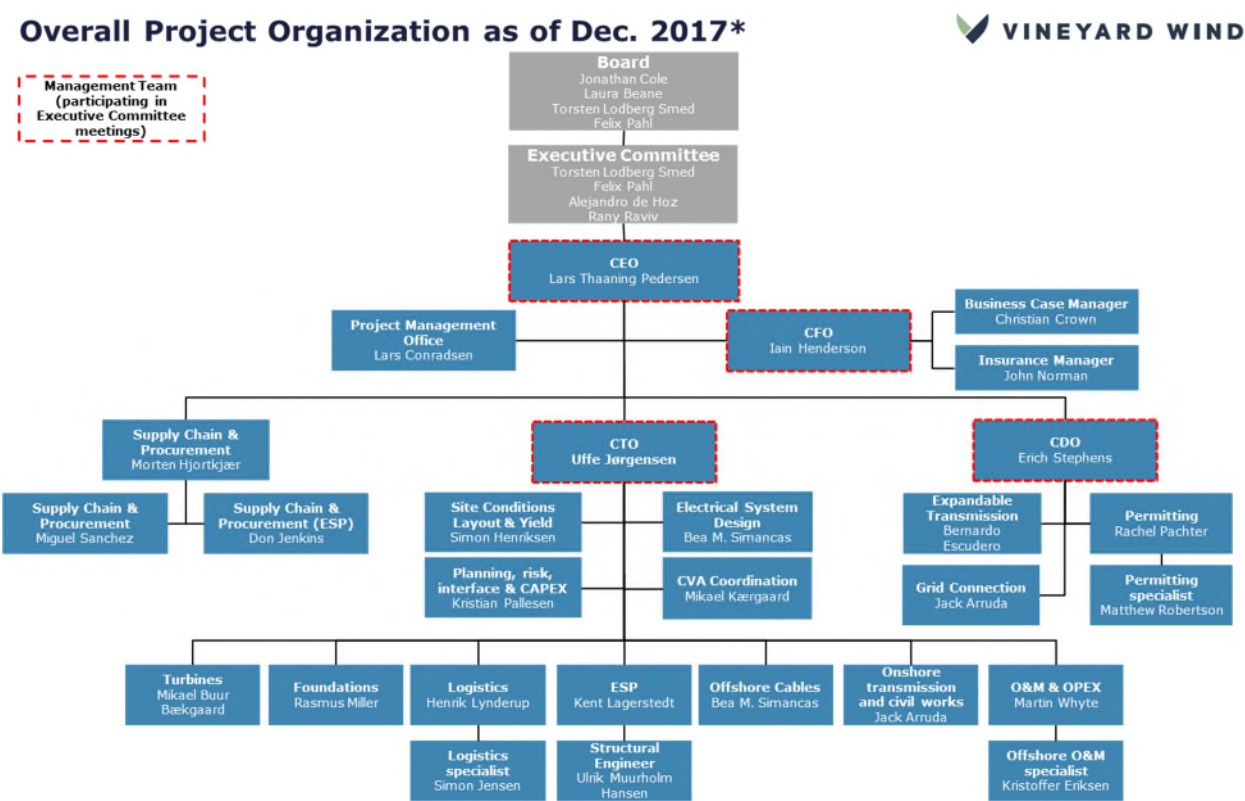 Overall Project Organization as of Dec. 2017*
VINEYARD WIND
Management Team
(participating in
Executive Committee
meetings)
Board
Jonathan Cole
Laura Beane
Torsten Lodberg Smed
Felix Pahl
Executive Committee
Torsten Lodberg Smed
Felix Pahl
Alejandro de Hoz
Rany Raviv
CEO
Lars Thaaning Pedersen
Project Management
Office
Lars Conradsen
CFO
Iain Henderson
Business Case Manager
Christian Crown
Insurance Manager
John Norman
Supply Chain &
Procurement
Morten Hjortkjær
CTO
Uffe Jørgensen
CDO
Erich Stephens
Supply Chain &
Procurement
Miguel Sanchez
Supply Chain &
Procurement (ESP)
Don Jenkins
Site Conditions
Layout & Yield
Simon Henriksen
Electrical System
Design
Bea M. Simancas
Expandable
Transmission
Bernardo
Escudero
Permitting
Rachel Pachter
Planning, risk,
interface & CAPEX
Kristian Pallesen
CVA Coordination
Mikael Kærgaard
Grid Connection
Jack Arruda
Permitting
specialist
Matthew Robertson
Turbines
Mikael Buur
Bækgaard
Foundations
Rasmus Miller
Logistics
Henrik Lynderup
ESP
Kent Lagerstedt
Offshore Cables
Bea M. Simancas
Onshore
transmission
and civil works
Jack Arruda
O&M & OPEX
Martin Whyte
Logistics
specialist
Simon Jensen
Structural
Engineer
Ulrik Muurholm
Hansen
Offshore O&M
specialist
Kristoffer Eriksen